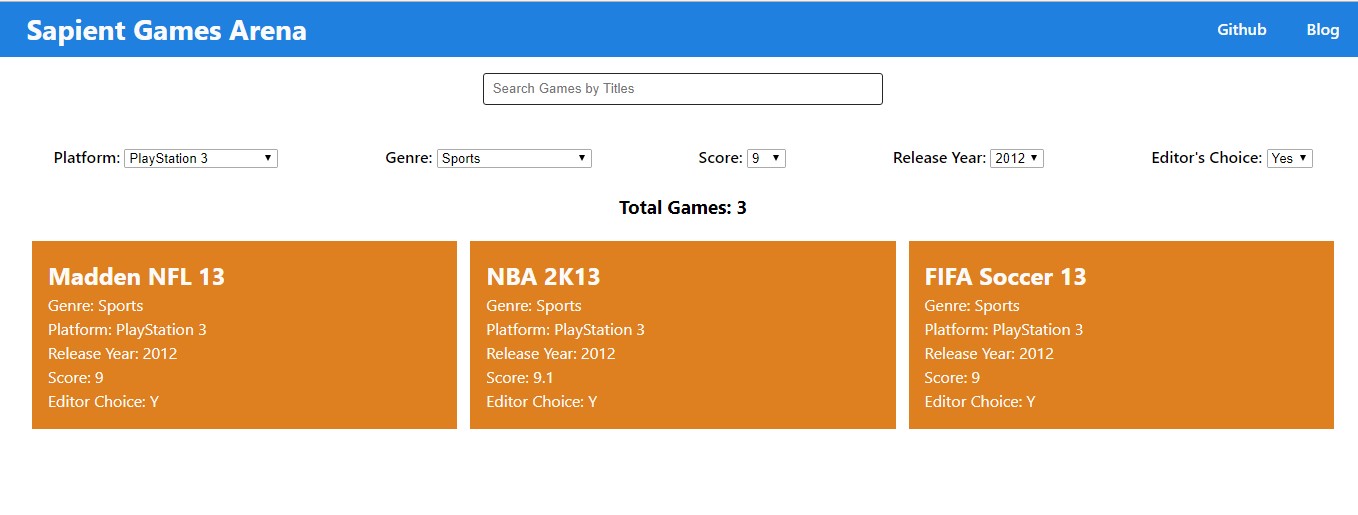 Sapient Games Arena Github Blog
Search Games by Titles
Platform: PlayStation 3 Genre: Sports Score: 9 Release Year: 2012 Editor's Choice: Yes
Total Games: 3
Madden NFL 13
Genre: Sports
Platform: PlayStation 3
Release Year: 2012
Score: 9
Editor Choice: Y
NBA 2K13
Genre: Sports
Platform: PlayStation 3
Release Year: 2012
Score: 9.1
Editor Choice: Y
FIFA Soccer 13
Genre: Sports
Platform: PlayStation 3
Release Year: 2012
Score: 9
Editor Choice: Y